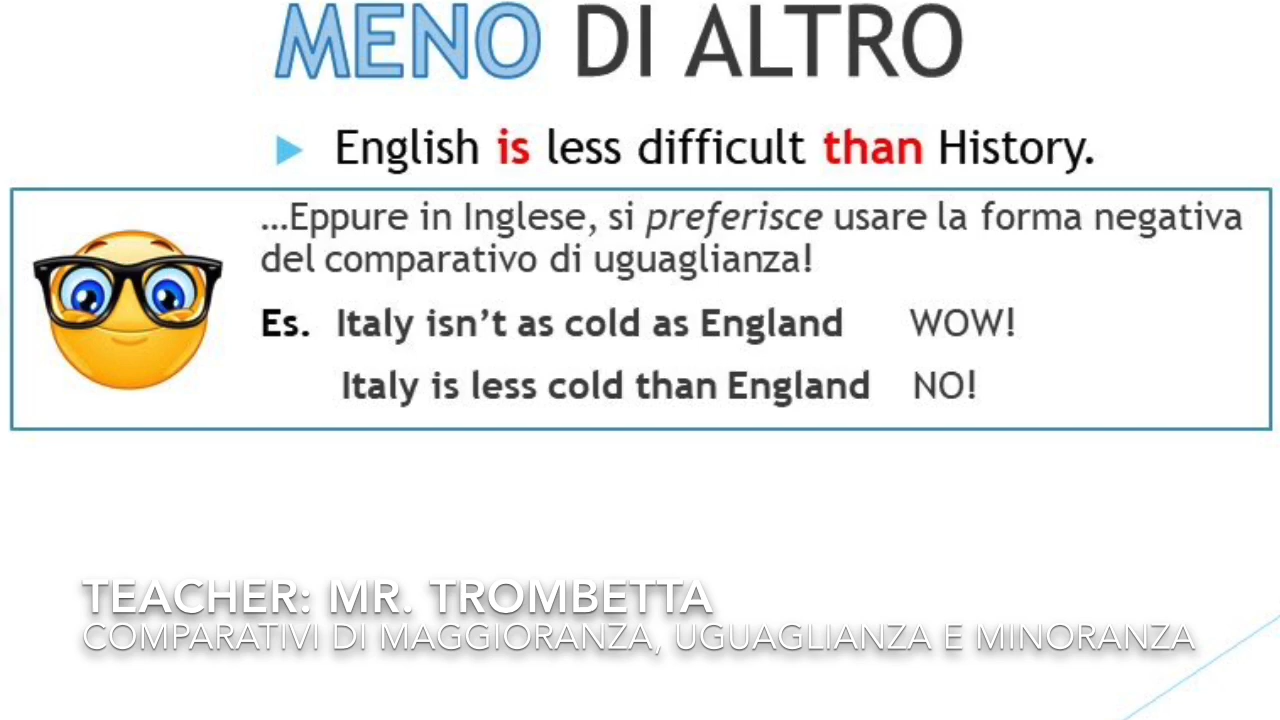 MENO DI ALTRO
English is less difficult than History.
...Eppure in Inglese, si preferisce usare la forma negativa
del comparativo di uguaglianza!
Es. Italy isn't as cold as England WOW!
Italy is less cold than England NO!
TEACHER: MR. TROMBETTA
COMPARATIVI DI MAGGIORANZA, UGUAGLIANZA E MINORANZA